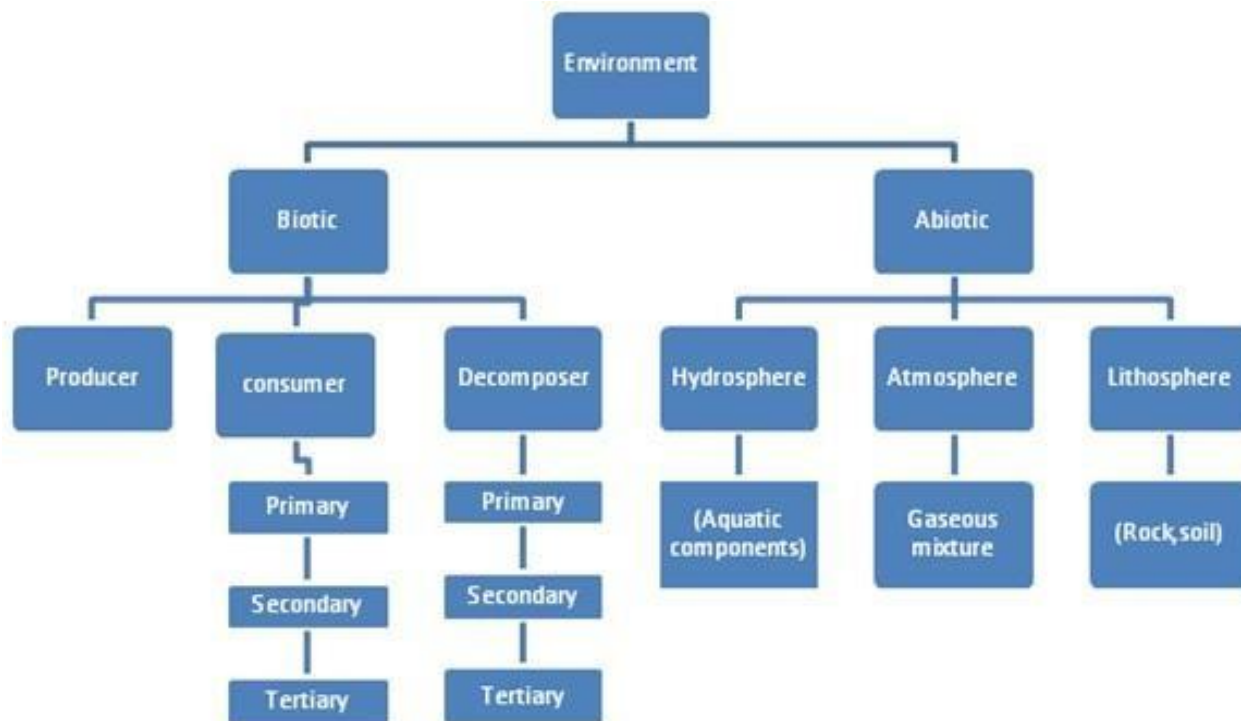 Environment
Biotic
Abiotic
Producer
consumer
Decomposer
Hydrosphere
Atmosphere
Lithosphere
Primary
Primary
(Aquatic
components)
Gaseous
mixture
(Rock,soil)
Secondary
Secondary
Tertiary
Tertiary